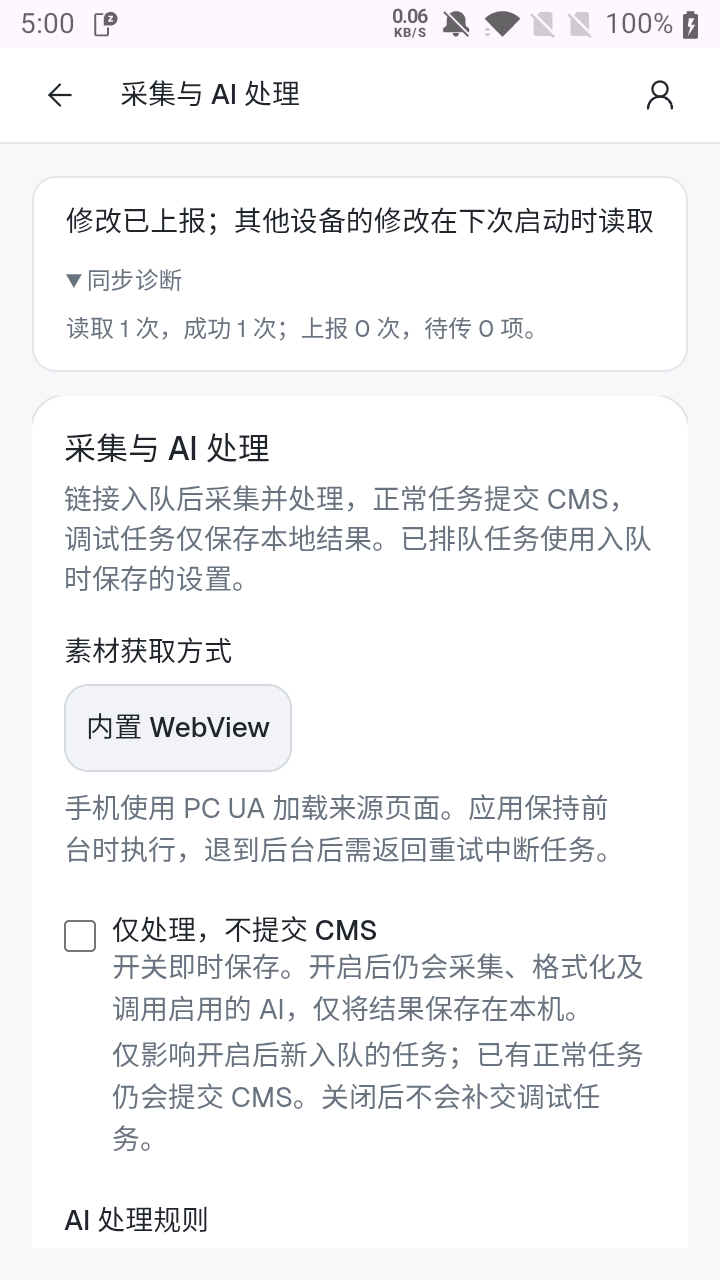 5:00
0.06
KB/S
100%
采集与 AI 处理
修改已上报；其他设备的修改在下次启动时读取
▼同步诊断
读取 1 次，成功 1 次；上报 0 次，待传 0 项。
采集与 AI 处理
链接入队后采集并处理，正常任务提交 CMS，
调试任务仅保存本地结果。已排队任务使用入队
时保存的设置。
素材获取方式
内置 WebView
手机使用 PC UA 加载来源页面。应用保持前
台时执行，退到后台后需返回重试中断任务。
仅处理，不提交 CMS
开关即时保存。开启后仍会采集、格式化及
调用启用的 AI，仅将结果保存在本机。
仅影响开启后新入队的任务；已有正常任务
仍会提交 CMS。关闭后不会补交调试任
务。
AI 处理规则